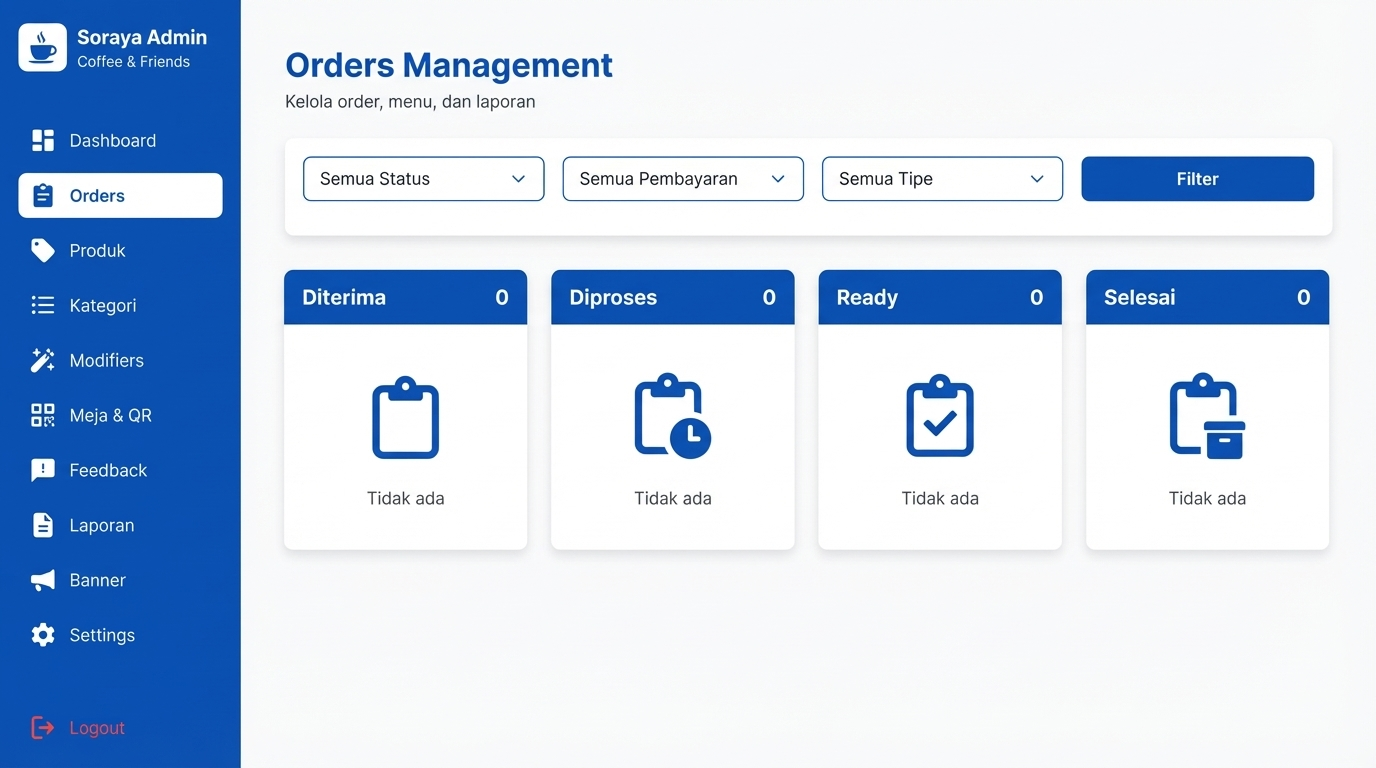 Soraya Admin
Coffee & Friends
Dashboard
Orders
Produk
Kategori
Modifiers
Meja & QR
Feedback
Laporan
Banner
Settings
Logout
Orders Management
Kelola order, menu, dan laporan
Semua Status
Semua Pembayaran
Semua Tipe
Filter
Diterima 0
Tidak ada
Diproses 0
Tidak ada
Ready 0
Tidak ada
Selesai 0
Tidak ada